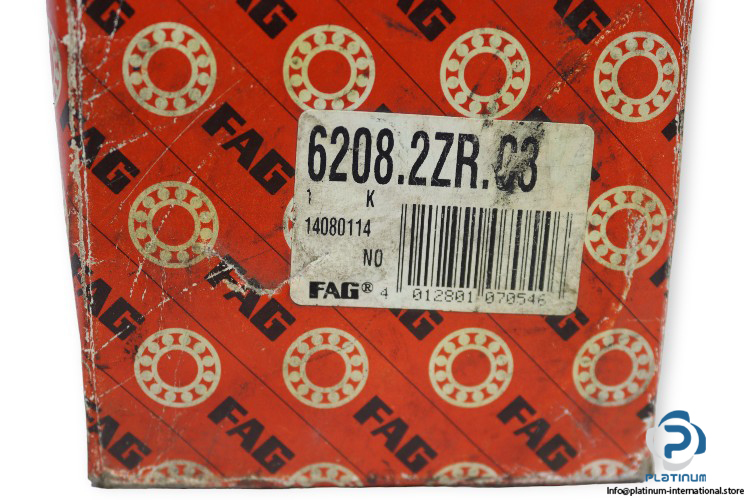 FAG
FAG
FAG
FAG
6208.2ZR.C3
1 K
14080114
NO
FAG® 4 012801 070546
FAG
FAG
FAG
FAG
FAG
PLATINUM
Info@platinum-international.store